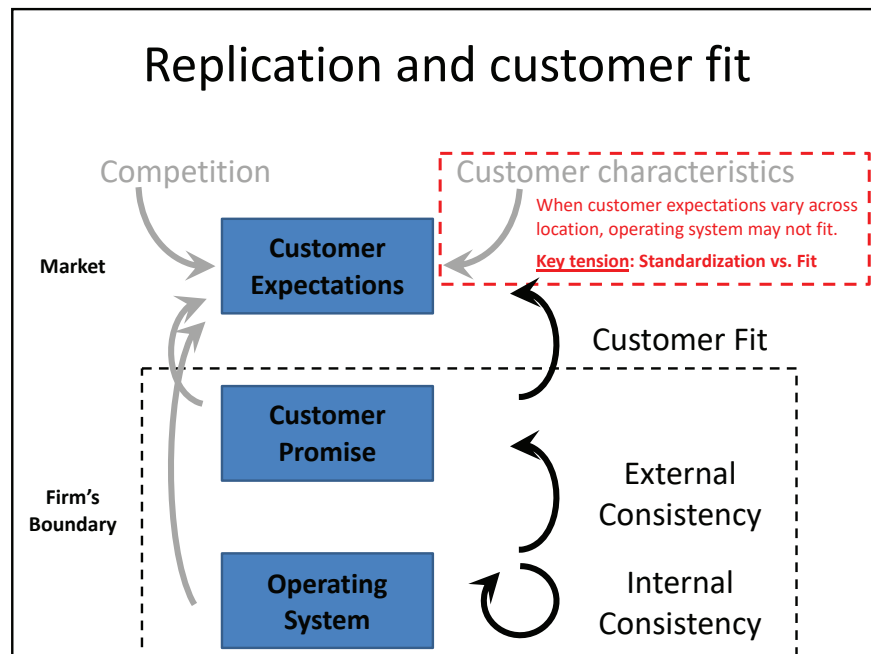 Replication and customer fit
Competition
Customer characteristics
When customer expectations vary across
location, operating system may not fit.
Key tension: Standardization vs. Fit
Market
Customer
Expectations
Customer Fit
Customer
Promise
Firm's
Boundary
External
Consistency
Operating
System
Internal
Consistency